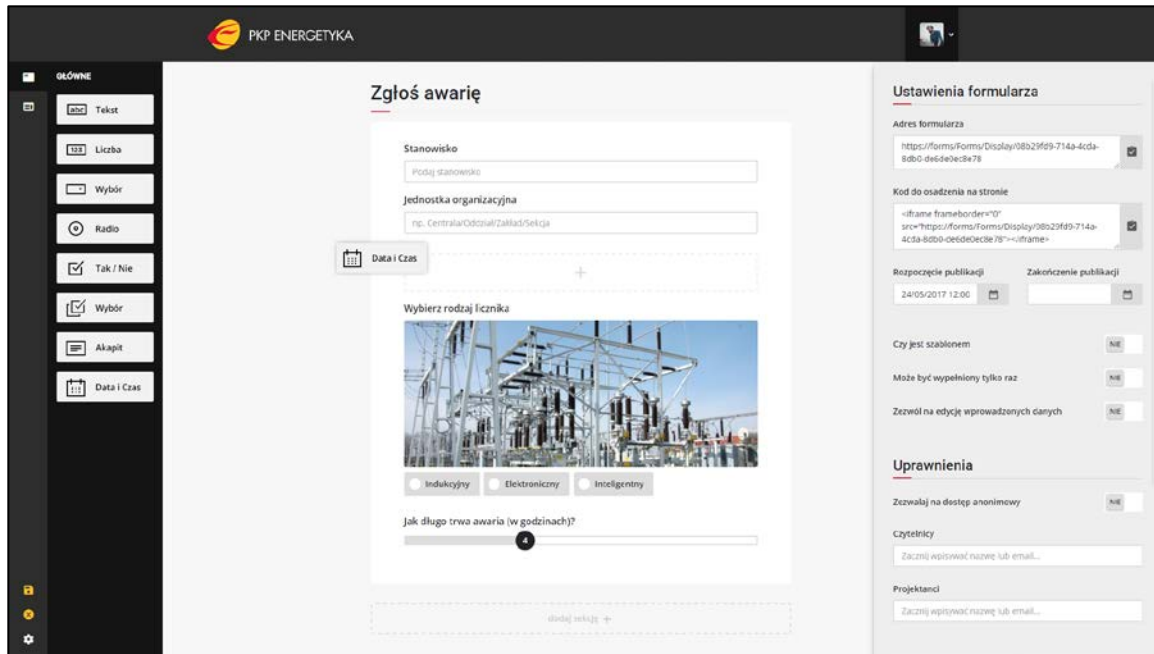 PKP ENERGETYKA
GŁÓWNE
abc Tekst
123 Liczba
Wybór
Radio
Tak / Nie
Wybór
Akapit
Data i Czas
Zgłoś awarię
Stanowisko
Podaj stanowisko
Jednostka organizacyjna
np. Centrala/Oddział/Zakład/Sekcja
Data i Czas
+
Wybierz rodzaj licznika
Indukcyjny Elektroniczny Inteligentny
Jak długo trwa awaria (w godzinach)?
4
dodaj sekcję +
Ustawienia formularza
Adres formularza
https://forms/Forms/Display/08b29fd9-714a-4cda-
8db0-de6de0ec8e78
Kod do osadzenia na stronie
<iframe frameborder="0"
src="https://forms/Forms/Display/08b29fd9-714a-
4cda-8db0-de6de0ec8e78"></iframe>
Rozpoczęcie publikacji Zakończenie publikacji
24/05/2017 12:00
Czy jest szablonem NIE
Może być wypełniony tylko raz NIE
Zezwól na edycję wprowadzonych danych NIE
Uprawnienia
Zezwalaj na dostęp anonimowy NIE
Czytelnicy
Zacznij wpisywać nazwę lub email...
Projektanci
Zacznij wpisywać nazwę lub email...